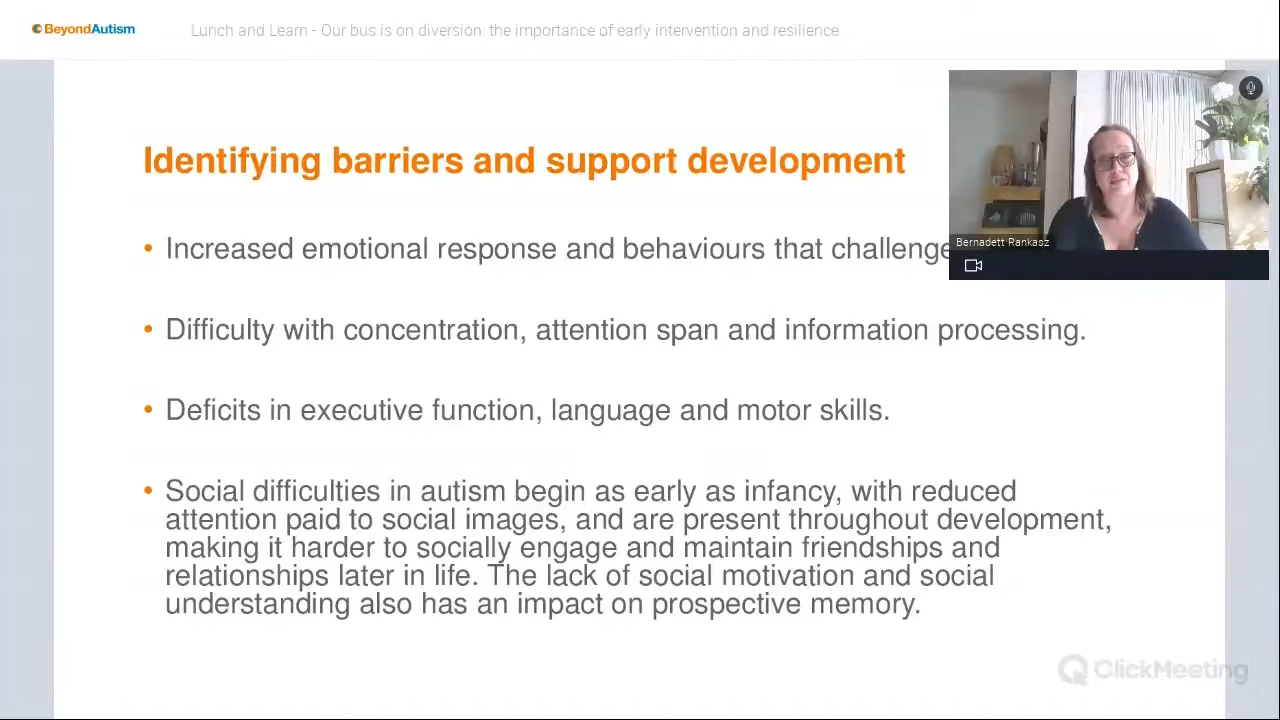 BeyondAutism
Lunch and Learn - Our bus is on diversion: the importance of early intervention and resilience
Identifying barriers and support development
• Increased emotional response and behaviours that challenge
Bernadett Rankasz
• Difficulty with concentration, attention span and information processing.
• Deficits in executive function, language and motor skills.
• Social difficulties in autism begin as early as infancy, with reduced
attention paid to social images, and are present throughout development,
making it harder to socially engage and maintain friendships and
relationships later in life. The lack of social motivation and social
understanding also has an impact on prospective memory.
ClickMeeting